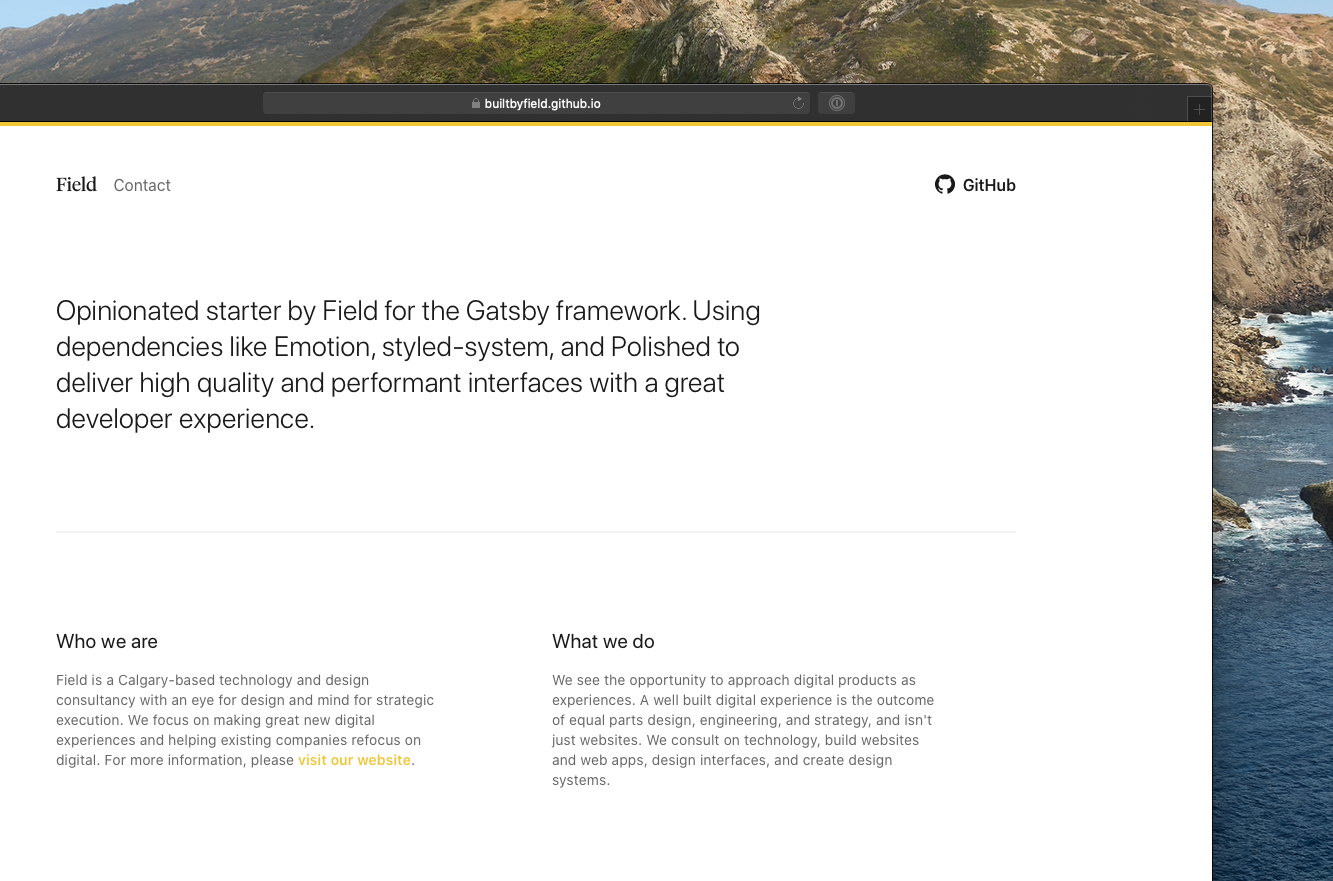 builtbyfield.github.io
Field Contact GitHub
Opinionated starter by Field for the Gatsby framework. Using
dependencies like Emotion, styled-system, and Polished to
deliver high quality and performant interfaces with a great
developer experience.
Who we are
Field is a Calgary-based technology and design
consultancy with an eye for design and mind for strategic
execution. We focus on making great new digital
experiences and helping existing companies refocus on
digital. For more information, please visit our website.
What we do
We see the opportunity to approach digital products as
experiences. A well built digital experience is the outcome
of equal parts design, engineering, and strategy, and isn't
just websites. We consult on technology, build websites
and web apps, design interfaces, and create design
systems.